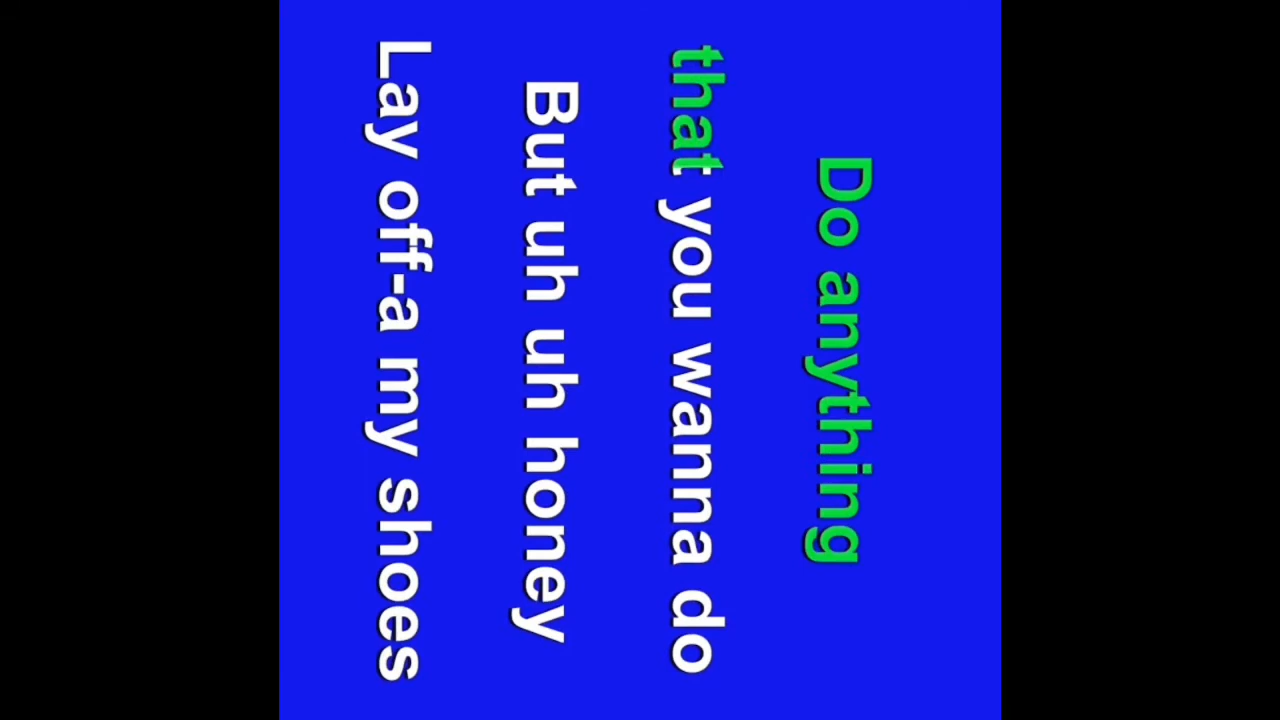 Do anything
that you wanna do
But uh uh honey
Lay off-a my shoes